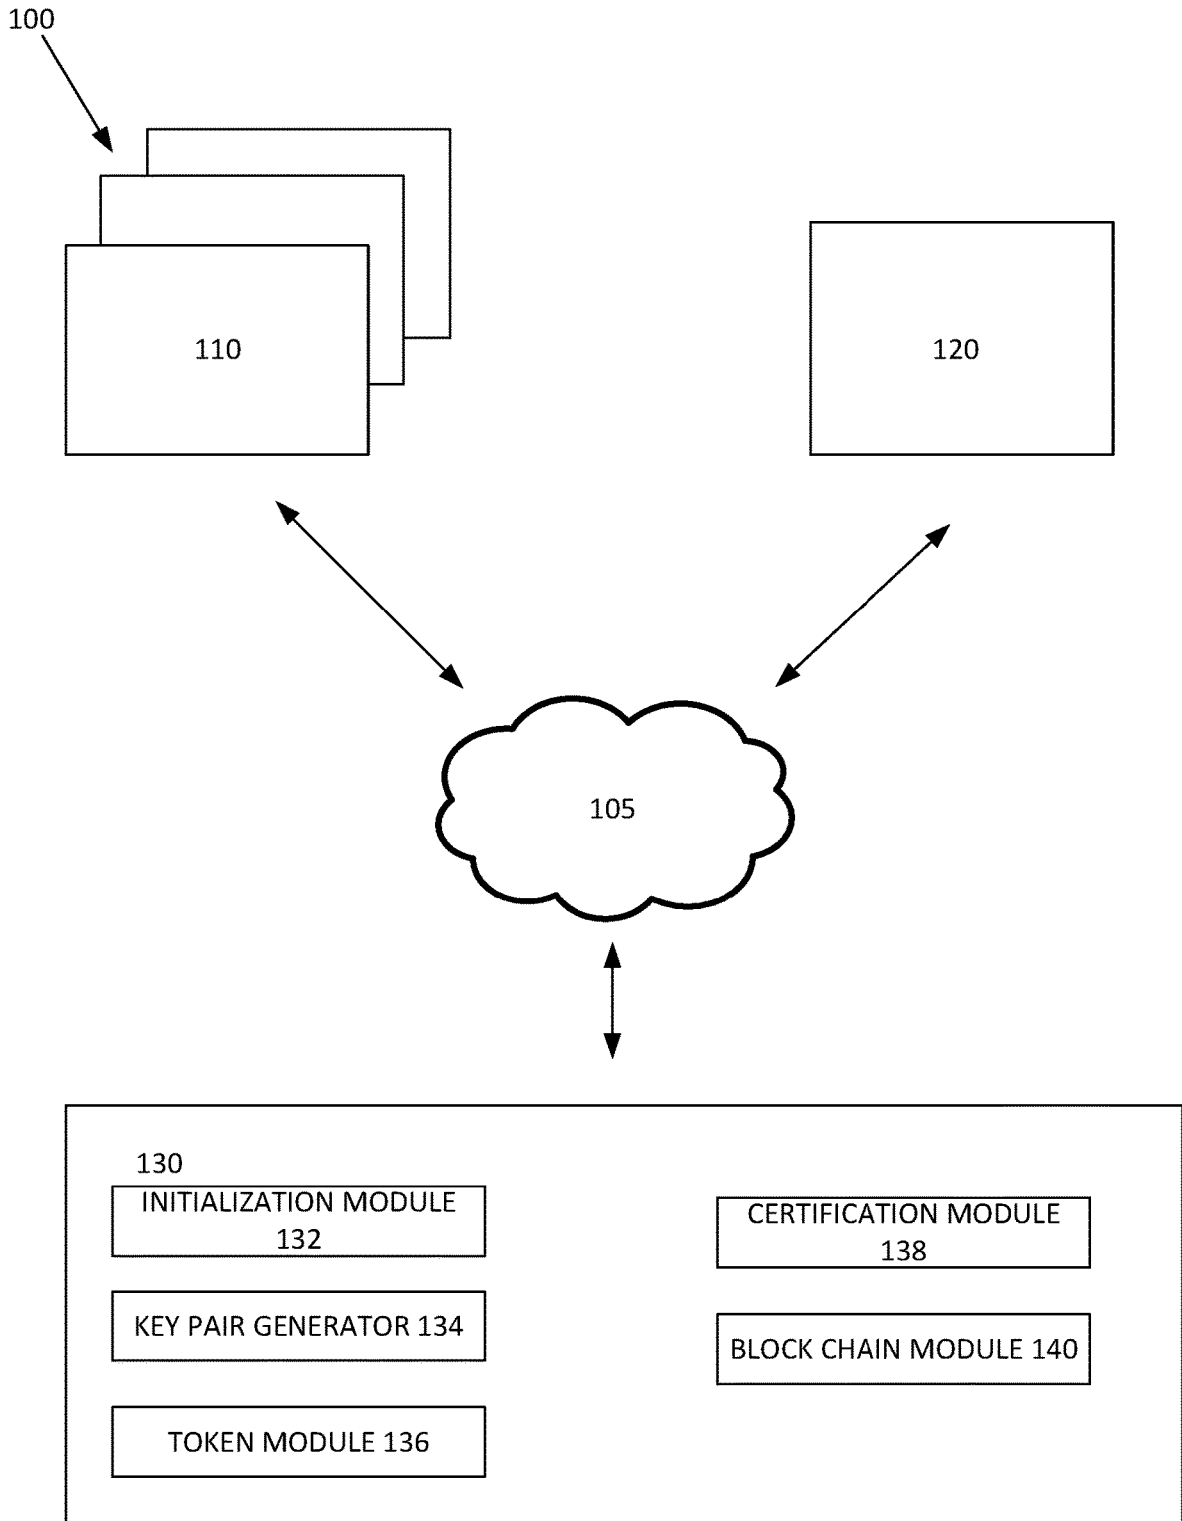 100
110
120
105
130
INITIALIZATION MODULE
132
CERTIFICATION MODULE
138
KEY PAIR GENERATOR 134
BLOCK CHAIN MODULE 140
TOKEN MODULE 136